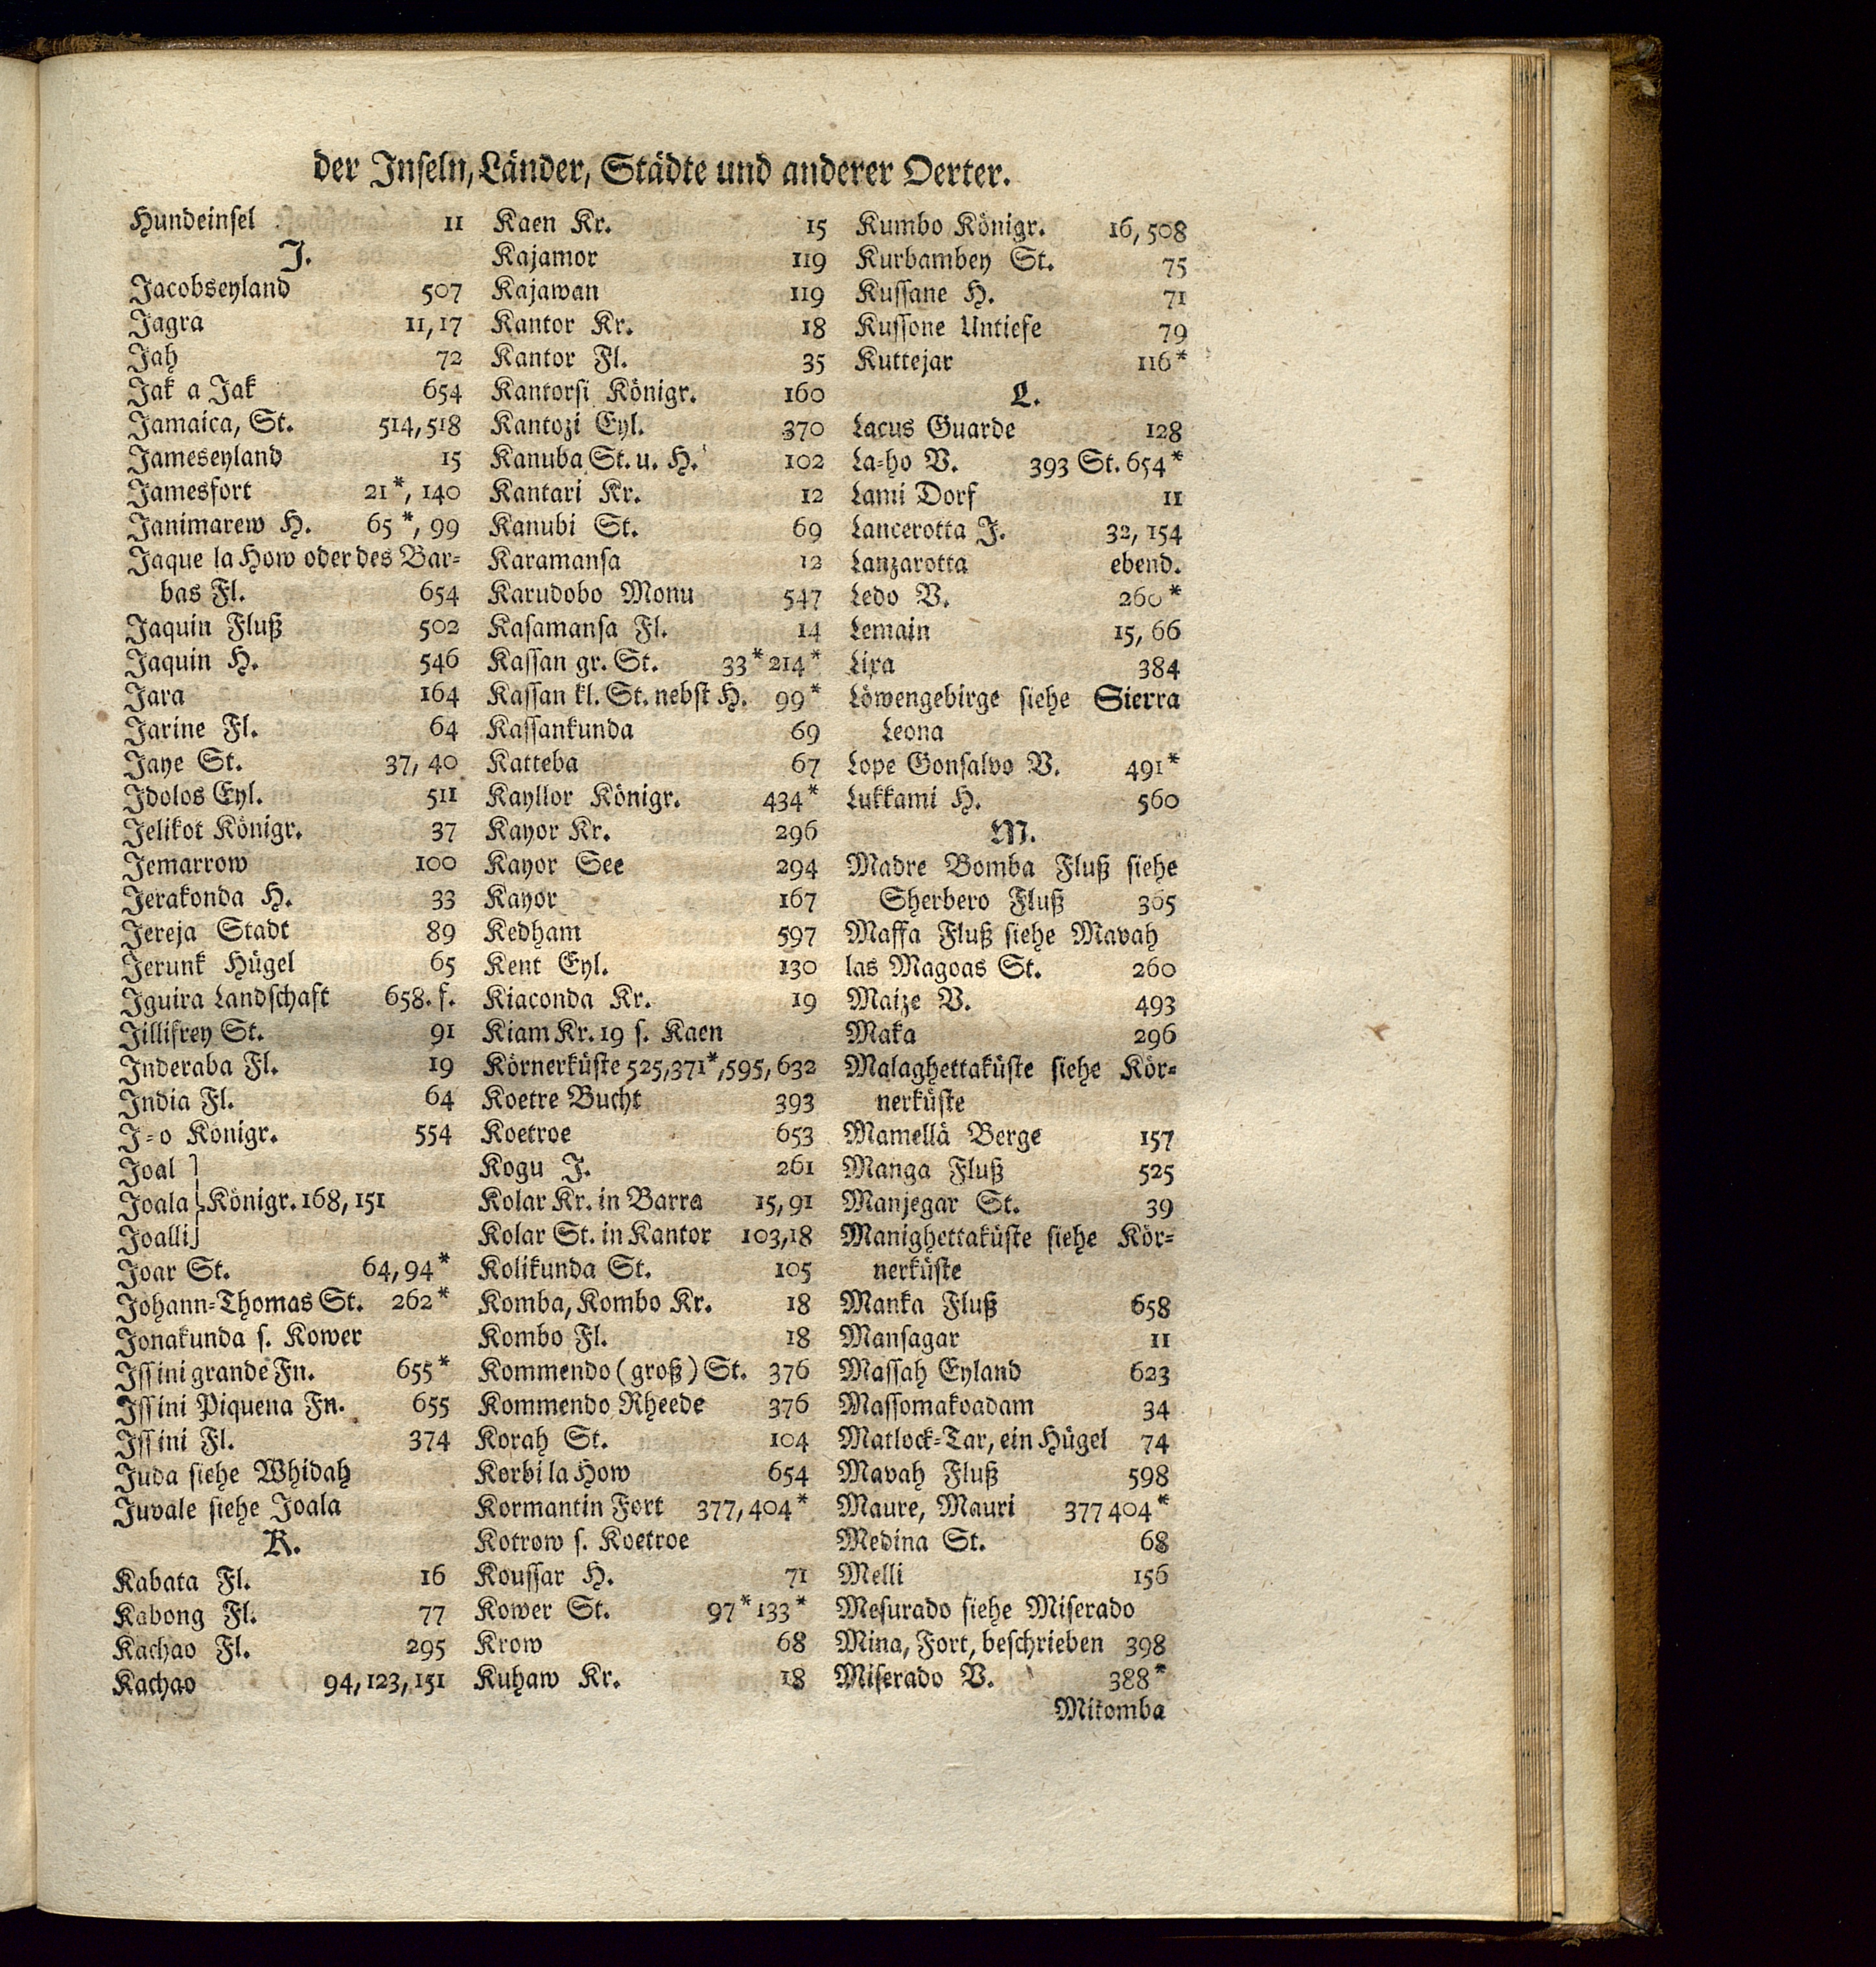 der Inseln, Länder, Städte und anderer Oerter.
Hundeinsel 11
J.
Jacobseyland 507
Jagra 11, 17
Jah 72
Jak a Jak 654
Jamaica, St. 514, 518
Jameseyland 15
Jamesfort 21*, 140
Janimarew H. 65*, 99
Jaque la How oder des Bar-
bas Fl. 654
Jaquin Fluß 502
Jaquin H. 546
Jara 164
Jarine Fl. 64
Jaye St. 37, 40
Idolos Eyl. 511
Jelikot Königr. 37
Jemarrow 100
Jerakonda H. 33
Jereja Stadt 89
Jerunk Hügel 65
Iguira Landschaft 658. f.
Jillifrey St. 91
Inderaba Fl. 19
India Fl. 64
J-o Konigr. 554
Joal
Joala Königr. 168, 151
Joalli
Joar St. 64, 94*
Johann-Thomas St. 262*
Jonakunda s. Kower
Issini grande Fn. 655*
Issini Piquena Fn. 655
Issini Fl. 374
Juda siehe Whidah
Juvale siehe Joala
K.
Kabata Fl. 16
Kabong Fl. 77
Kachao Fl. 295
Kachao 94, 123, 151
Kaen Kr. 15
Kajamor 119
Kajawan 119
Kantor Kr. 18
Kantor Fl. 35
Kantorsi Königr. 160
Kantozi Eyl. 370
Kanuba St. u. H. 102
Kantari Kr. 12
Kanubi St. 69
Karamansa 12
Karudobo Monu 547
Kasamansa Fl. 14
Kassan gr. St. 33* 214*
Kassan kl. St. nebst H. 99*
Kassankunda 69
Katteba 67
Kayllor Königr. 434*
Kayor Kr. 296
Kayor See 294
Kayor 167
Kedham 597
Kent Eyl. 130
Kiaconda Kr. 19
Kiam Kr. 19 s. Kaen
Körnerküste 525, 371*, 595, 632
Koetre Bucht 393
Koetroe 653
Kogu J. 261
Kolar Kr. in Barra 15, 91
Kolar St. in Kantor 103, 18
Kolikunda St. 105
Komba, Kombo Kr. 18
Kombo Fl. 18
Kommendo (groß) St. 376
Kommendo Rheede 376
Korah St. 104
Korbi la How 654
Kormantin Fort 377, 404*
Kotrow s. Koetroe
Koussar H. 71
Kower St. 97* 133*
Krow 68
Kuhaw Kr. 18
Kumbo Königr. 16, 508
Kurbambey St. 75
Kussane H. 71
Kussone Untiefe 79
Kuttejar 116*
L.
Lacus Guarde 128
La-ho V. 393 St. 654*
Lami Dorf 11
Lancerotta J. 32, 154
Lanzarotta ebend.
Ledo V. 260*
Lemain 15, 66
Lixa 384
Löwengebirge siehe Sierra
Leona
Lope Gonsalvo V. 491*
Lukkami H. 560
M.
Madre Bomba Fluß siehe
Sherbero Fluß 365
Maffa Fluß siehe Mavah
las Magoas St. 260
Maize V. 493
Maka 296
Malaghettaküste siehe Kör-
nerküste
Mamellä Berge 157
Manga Fluß 525
Manjegar St. 39
Manighettaküste siehe Kör-
nerküste
Manka Fluß 658
Mansagar 11
Massah Eyland 623
Massomakoadam 34
Matlock-Tar, ein Hügel 74
Mavah Fluß 598
Maure, Mauri 377 404*
Medina St. 68
Melli 156
Mesurado siehe Miserado
Mina, Fort, beschrieben 398
Miserado V. 388*
Mitomba